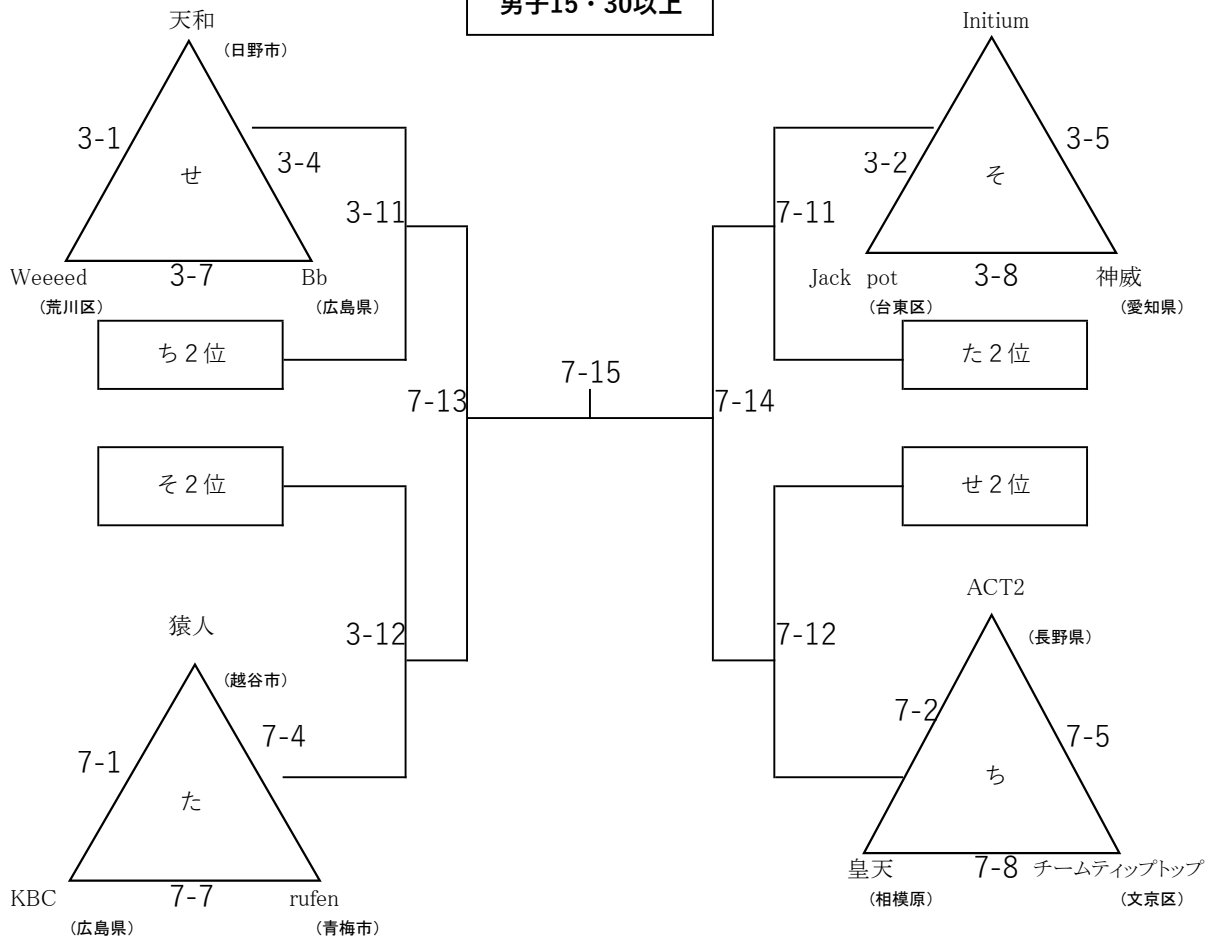 男子15・30以上
天和
（日野市）
3-1
3-4
せ
3-11
Weeeed
3-7
Bb
（荒川区）
（広島県）
ち２位
7-13
そ２位
3-12
猿人
（越谷市）
7-1
7-4
た
KBC
7-7
rufen
（広島県）
（青梅市）
7-15
Initium
3-2
3-5
そ
7-11
Jack pot
3-8
神威
（台東区）
（愛知県）
た２位
7-14
せ２位
7-12
ACT2
（長野県）
7-2
7-5
ち
皇天
7-8
チームティップトップ
（相模原）
（文京区）